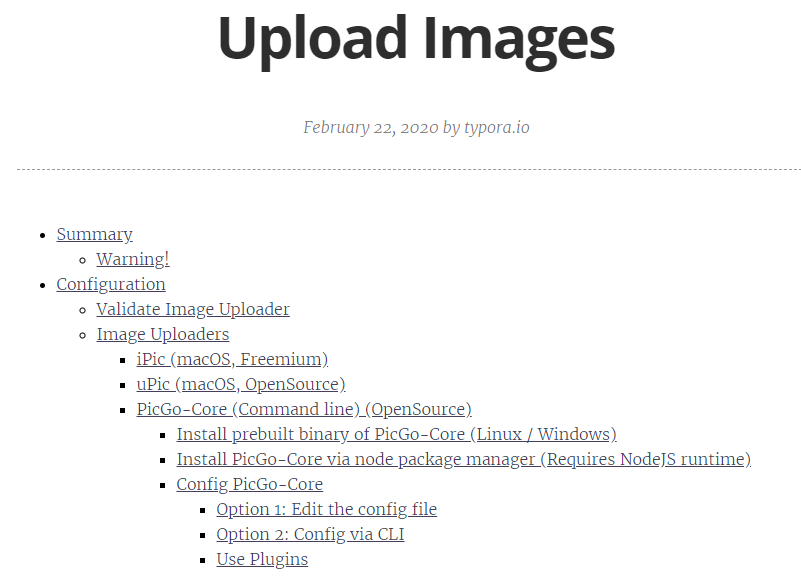 Upload Images
February 22, 2020 by typora.io
Summary
Warning!
Configuration
Validate Image Uploader
Image Uploaders
iPic (macOS, Freemium)
uPic (macOS, OpenSource)
PicGo-Core (Command line) (OpenSource)
Install prebuilt binary of PicGo-Core (Linux / Windows)
Install PicGo-Core via node package manager (Requires NodeJS runtime)
Config PicGo-Core
Option 1: Edit the config file
Option 2: Config via CLI
Use Plugins